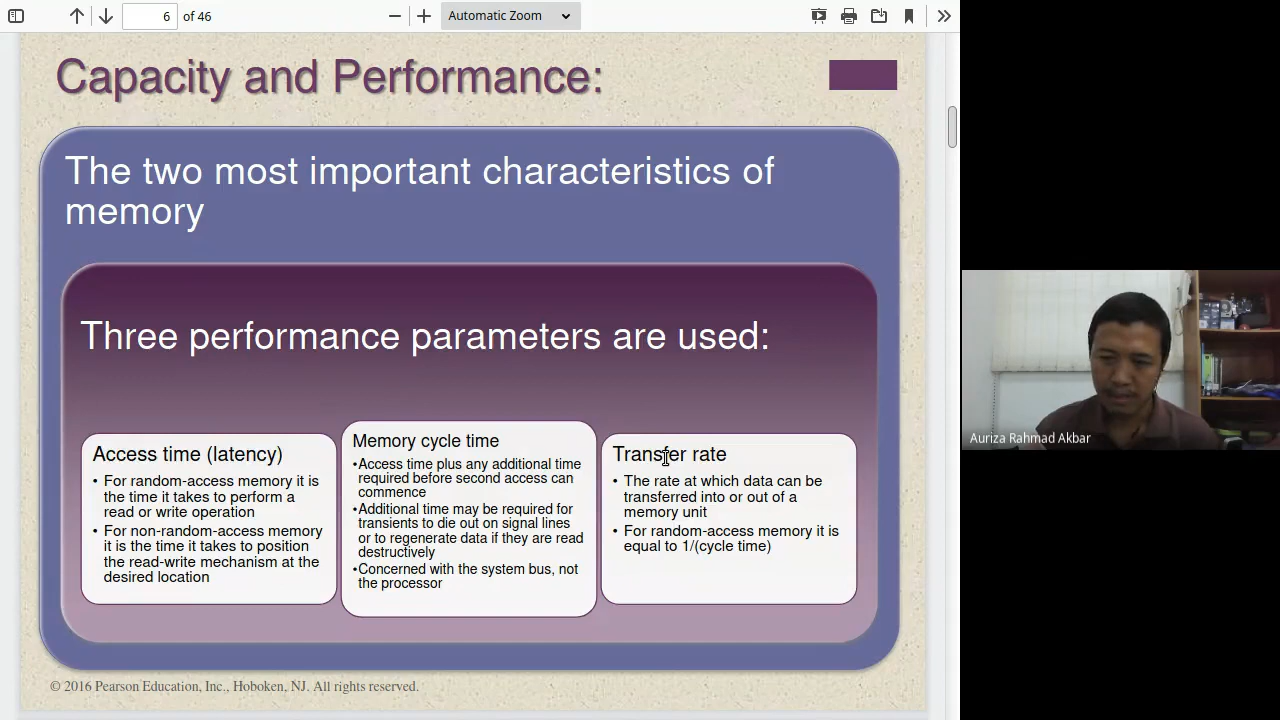 6 of 46
Automatic Zoom
Capacity and Performance:
The two most important characteristics of
memory
Three performance parameters are used:
Access time (latency)
• For random-access memory it is
the time it takes to perform a
read or write operation
• For non-random-access memory
it is the time it takes to position
the read-write mechanism at the
desired location
Memory cycle time
•Access time plus any additional time
required before second access can
commence
•Additional time may be required for
transients to die out on signal lines
or to regenerate data if they are read
destructively
•Concerned with the system bus, not
the processor
Transfer rate
• The rate at which data can be
transferred into or out of a
memory unit
• For random-access memory it is
equal to 1/(cycle time)
© 2016 Pearson Education, Inc., Hoboken, NJ. All rights reserved.
Auriza Rahmad Akbar